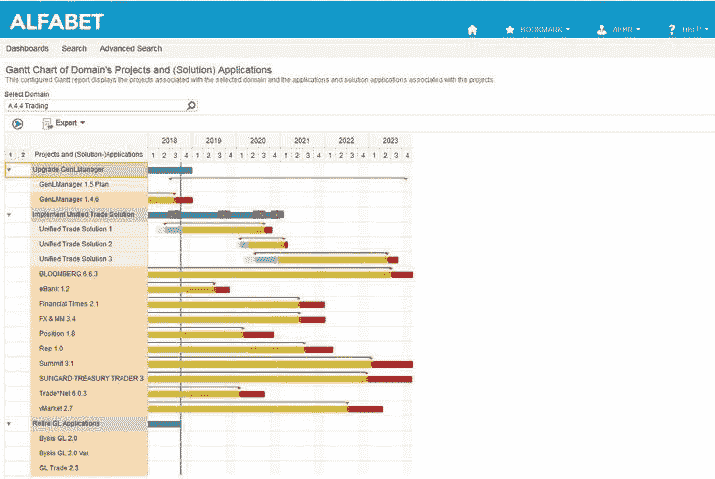 ALFABET
BOOKMARK
Dashboards Search Advanced Search
Gantt Chart of Domain's Projects and (Solution) Applications
This configured Gantt report displays the projects associated with the selected domain and the applications and solution applications associated with the projects.
Select Domain
A.4.4 Trading
Export
2018 2019 2020 2021 2022 2023
1 2 Projects and (Solution-)Applications 1 2 3 4 1 2 3 4 1 2 3 4 1 2 3 4 1 2 3 4 1 2 3 4
Upgrade GenLManager
GenLManager 1.5 Plan
GenLManager 1.4.6
Implement Unified Trade Solution
Unified Trade Solution 1
Unified Trade Solution 2
Unified Trade Solution 3
BLOOMBERG 6.6.3
eBank 1.2
Financial Times 2.1
FX & MM 3.4
Position 1.8
Rep 1.0
Summit 3.1
SUNGARD TREASURY TRADER 3
Trade*Net 6.0.3
vMarket 2.7
Retire GL Applications
Bysis GL 2.0
Bysis GL 2.0 Var
GL Trade 2.3